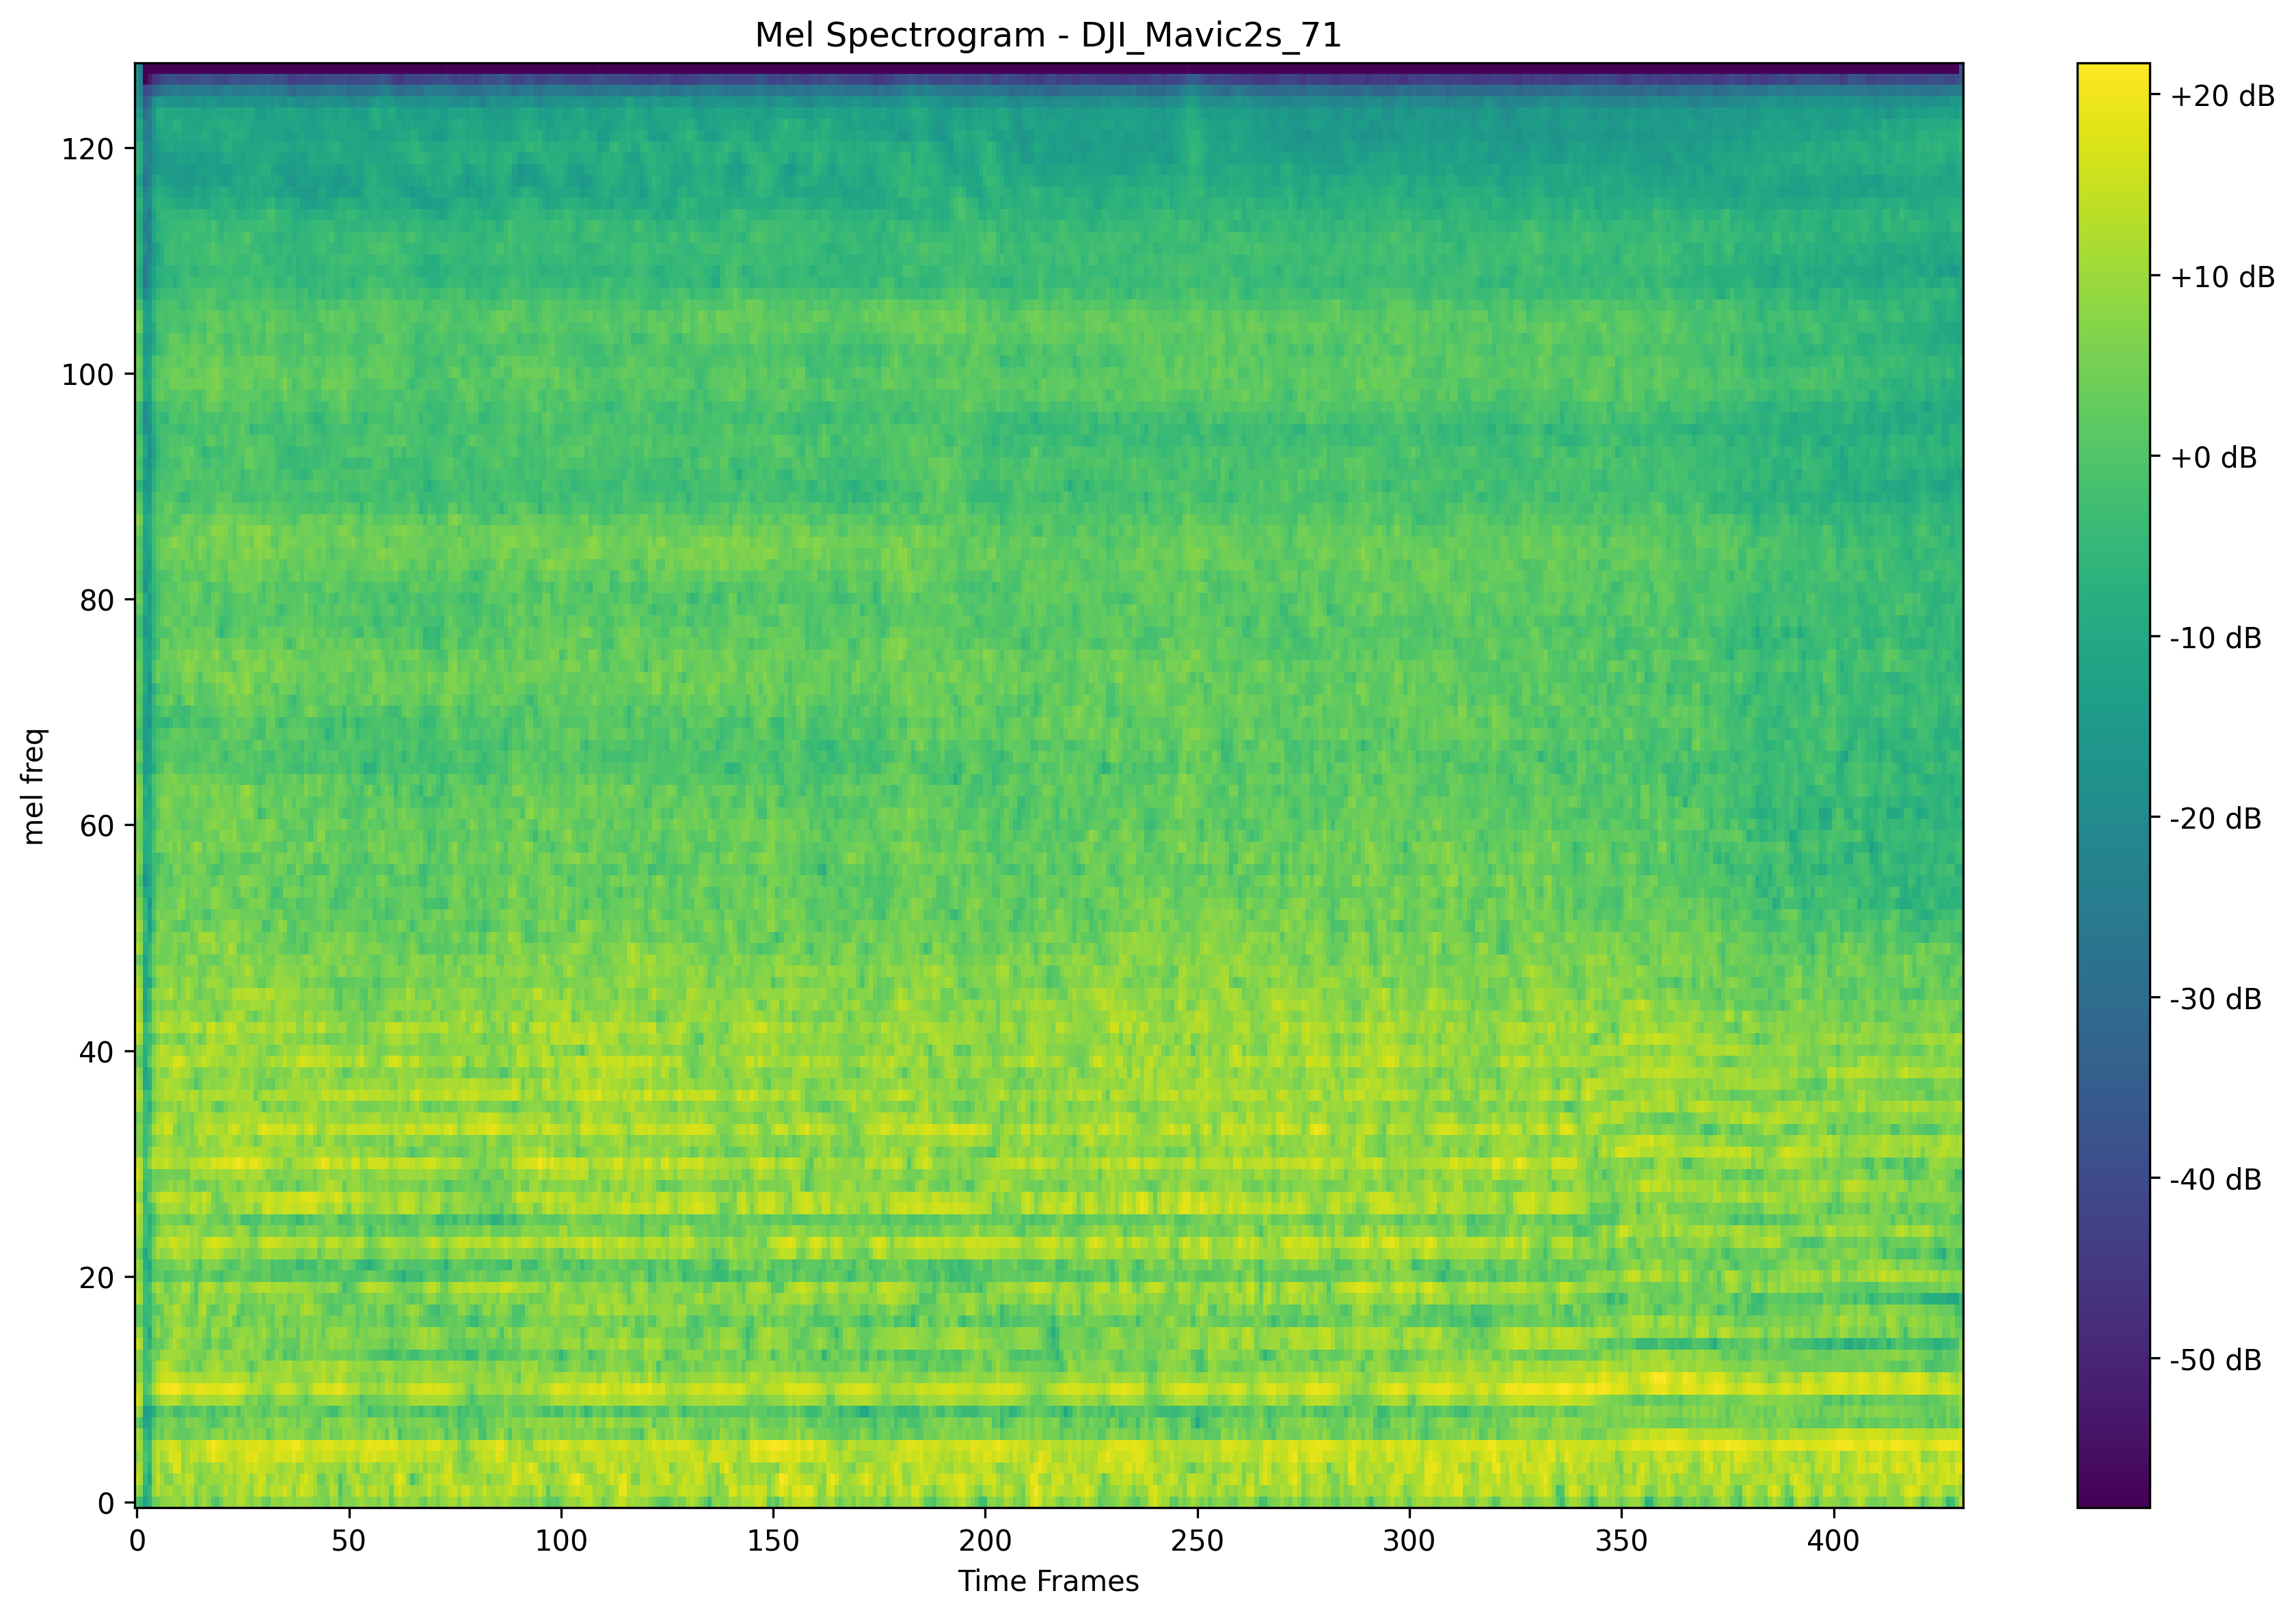 Mel Spectrogram - DJI_Mavic2s_71
mel freq
120
100
80
60
40
20
0
0 50 100 150 200 250 300 350 400
Time Frames
+20 dB
+10 dB
+0 dB
-10 dB
-20 dB
-30 dB
-40 dB
-50 dB